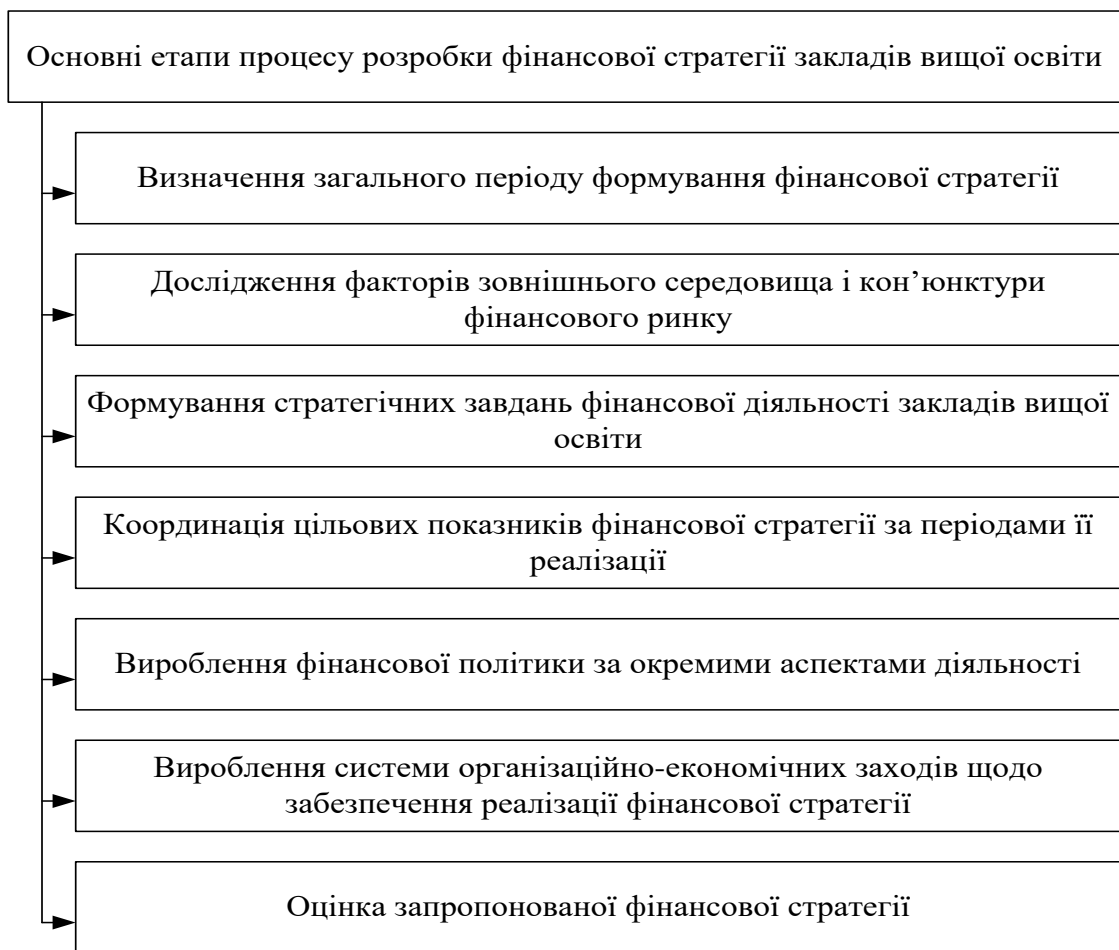 Основні етапи процесу розробки фінансової стратегії закладів вищої освіти
Визначення загального періоду формування фінансової стратегії
Дослідження факторів зовнішнього середовища і кон’юнктури
фінансового ринку
Формування стратегічних завдань фінансової діяльності закладів вищої
освіти
Координація цільових показників фінансової стратегії за періодами її
реалізації
Вироблення фінансової політики за окремими аспектами діяльності
Вироблення системи організаційно-економічних заходів щодо
забезпечення реалізації фінансової стратегії
Оцінка запропонованої фінансової стратегії